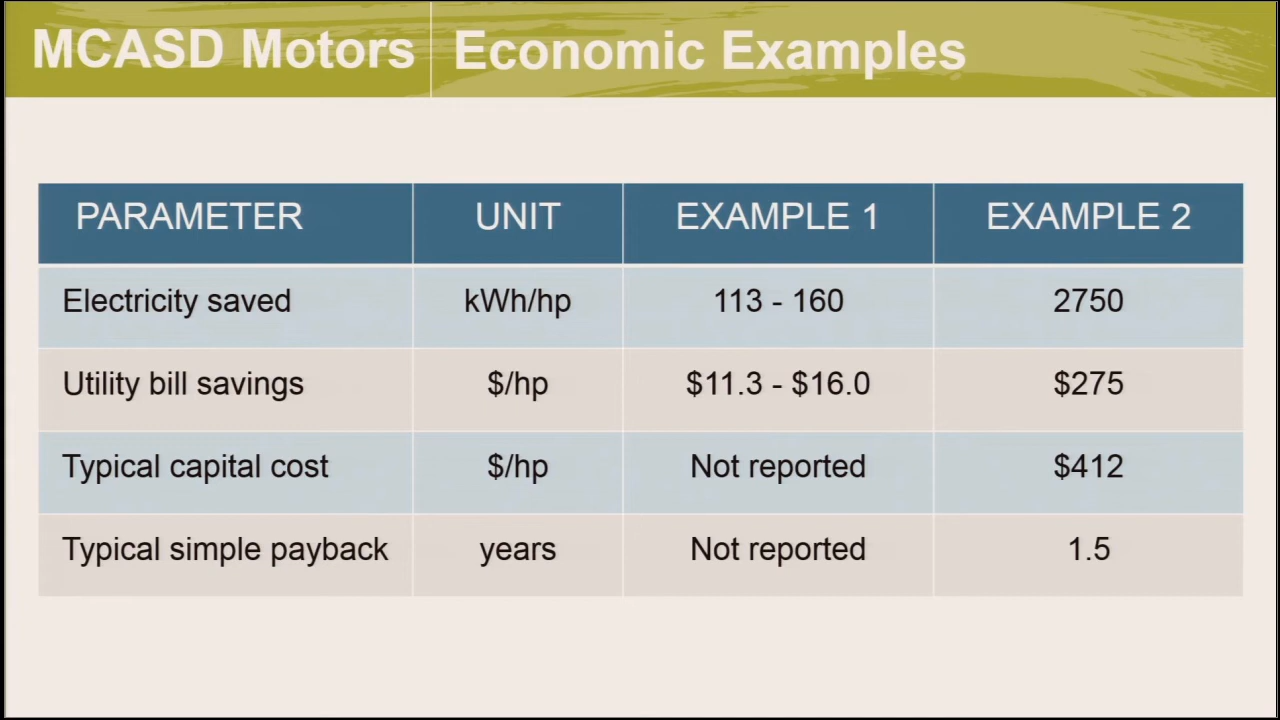 MCASD Motors Economic Examples
PARAMETER UNIT EXAMPLE 1 EXAMPLE 2
Electricity saved kWh/hp 113 - 160 2750
Utility bill savings $/hp $11.3 - $16.0 $275
Typical capital cost $/hp Not reported $412
Typical simple payback years Not reported 1.5